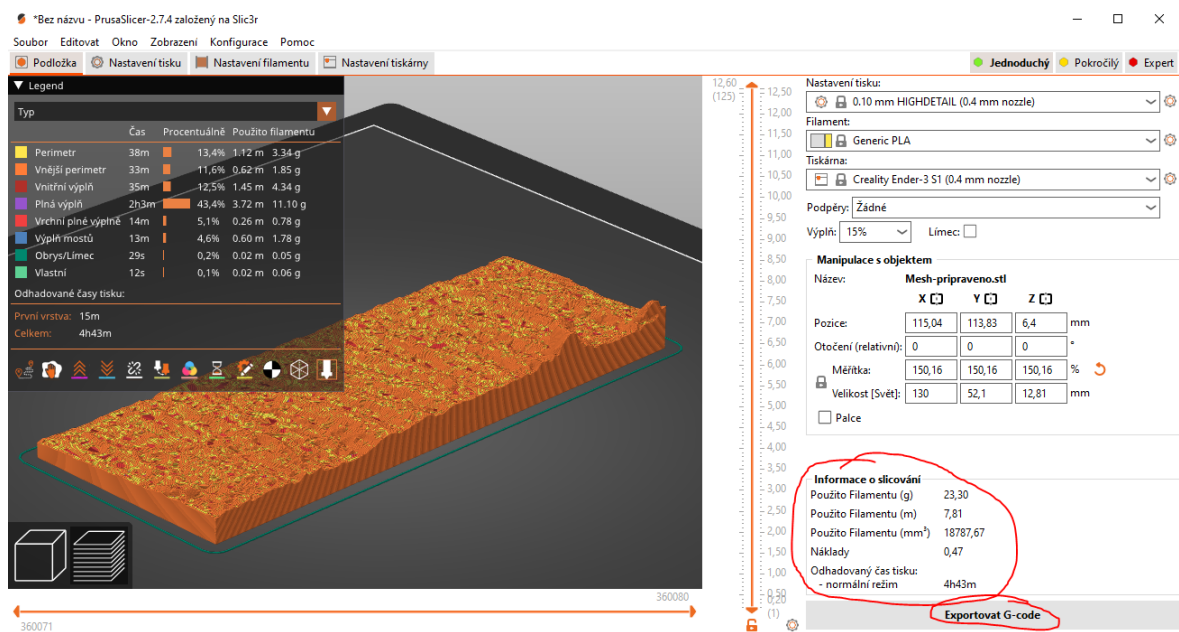 *Bez názvu - PrusaSlicer-2.7.4 založený na Slic3r
Soubor Editovat Okno Zobrazení Konfigurace Pomoc
Podložka Nastavení tisku Nastavení filamentu Nastavení tiskárny Jednoduchý Pokročilý Expert
Legend
Typ
Čas Procentuálně Použito filamentu
Perimetr 38m 13,4% 1.12 m 3.34 g
Vnější perimetr 33m 11,6% 0.62 m 1.85 g
Vnitřní výplň 35m 12,5% 1.45 m 4.34 g
Plná výplň 2h3m 43,4% 3.72 m 11.10 g
Vrchní plné výplně 14m 5,1% 0.26 m 0.78 g
Výplň mostů 13m 4,6% 0.60 m 1.78 g
Obrys/Límec 29s 0,2% 0.02 m 0.05 g
Vlastní 12s 0,1% 0.02 m 0.06 g
Odhadované časy tisku:
První vrstva: 15m
Celkem: 4h43m
360080
360071
12,60
(125)
12,50
12,00
11,50
11,00
10,50
10,00
9,50
9,00
8,50
8,00
7,50
7,00
6,50
6,00
5,50
5,00
4,50
4,00
3,50
3,00
2,50
2,00
1,50
1,00
0,50
0,20
(1)
Nastavení tisku:
0.10 mm HIGHDETAIL (0.4 mm nozzle)
Filament:
Generic PLA
Tiskárna:
Creality Ender-3 S1 (0.4 mm nozzle)
Podpěry: Žádné
Výplň: 15% Límec:
Manipulace s objektem
Název: Mesh-pripraveno.stl
X Y Z
Pozice: 115,04 113,83 6,4 mm
Otočení (relativní): 0 0 0 °
Měřítka: 150,16 150,16 150,16 %
Velikost [Svět]: 130 52,1 12,81 mm
Palce
Informace o slicování
Použito Filamentu (g) 23,30
Použito Filamentu (m) 7,81
Použito Filamentu (mm³) 18787,67
Náklady 0,47
Odhadovaný čas tisku:
- normální režim 4h43m
Exportovat G-code